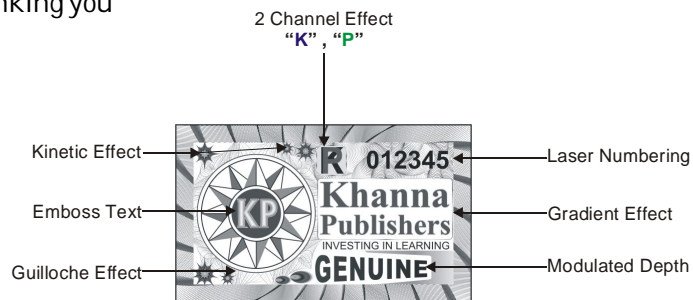 nking you
2 Channel Effect
“K” , “P”
Kinetic Effect
R 012345
Laser Numbering
Emboss Text
KP
Khanna
Publishers
Gradient Effect
INVESTING IN LEARNING
Guilloche Effect
GENUINE
Modulated Depth